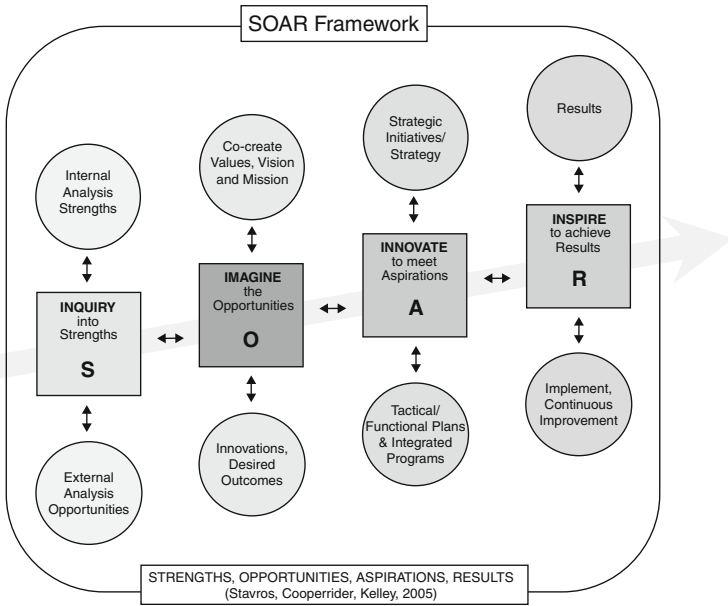 SOAR Framework
Internal
Analysis
Strengths
INQUIRY
into
Strengths
S
External
Analysis
Opportunities
Co-create
Values, Vision
and Mission
IMAGINE
the
Opportunities
O
Innovations,
Desired
Outcomes
Strategic
Initiatives/
Strategy
INNOVATE
to meet
Aspirations
A
Tactical/
Functional Plans
& Integrated
Programs
Results
INSPIRE
to achieve
Results
R
Implement,
Continuous
Improvement
STRENGTHS, OPPORTUNITIES, ASPIRATIONS, RESULTS
(Stavros, Cooperrider, Kelley, 2005)